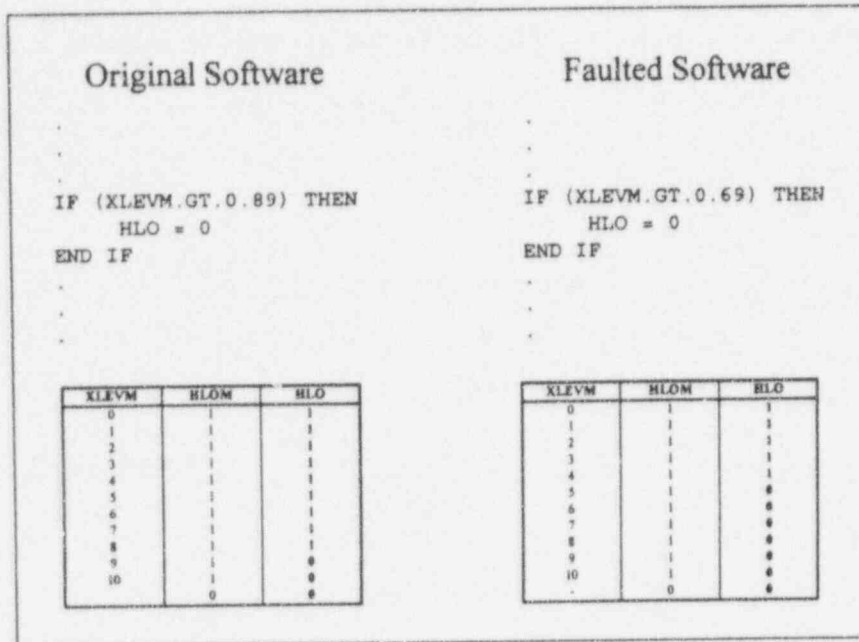 Original Software
Faulted Software
.
.
.
.
.
.
IF (XLEVM.GT.0.89) THEN
IF (XLEVM.GT.0.69) THEN
HLO = 0
HLO = 0
END IF
END IF
.
.
.
.
.
.
XLEVM HLOM HLO
0 1 1
1 1 1
2 1 1
3 1 1
4 1 1
5 1 1
6 1 1
7 1 1
8 1 1
9 1 0
10 1 0
0 0
XLEVM HLOM HLO
0 1 1
1 1 1
2 1 1
3 1 1
4 1 1
5 1 0
6 1 0
7 1 0
8 1 0
9 1 0
10 1 0
. 0 0